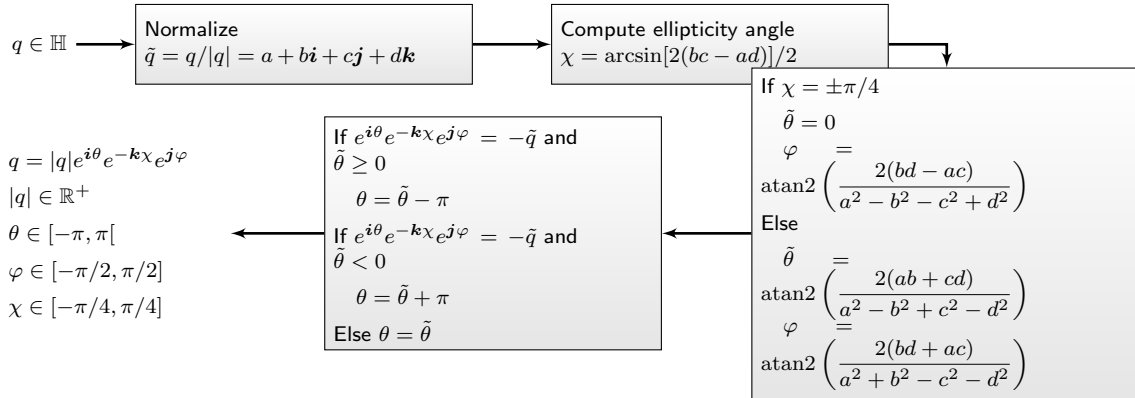 q ∈ ℍ
Normalize
q̃ = q/|q| = a + b𝒊 + c𝒋 + d𝒌
Compute ellipticity angle
χ = arcsin[2(bc − ad)]/2
If χ = ±π/4
θ̃ = 0
φ =
atan2 ( 2(bd − ac) / a² − b² − c² + d² )
Else
θ̃ =
atan2 ( 2(ab + cd) / a² − b² + c² − d² )
φ =
atan2 ( 2(bd + ac) / a² + b² − c² − d² )
If e^{𝒊θ} e^{−𝒌χ} e^{𝒋φ} = −q̃ and
θ̃ ≥ 0
θ = θ̃ − π
If e^{𝒊θ} e^{−𝒌χ} e^{𝒋φ} = −q̃ and
θ̃ < 0
θ = θ̃ + π
Else θ = θ̃
q = |q|e^{𝒊θ} e^{−𝒌χ} e^{𝒋φ}
|q| ∈ ℝ⁺
θ ∈ [−π, π[
φ ∈ [−π/2, π/2]
χ ∈ [−π/4, π/4]